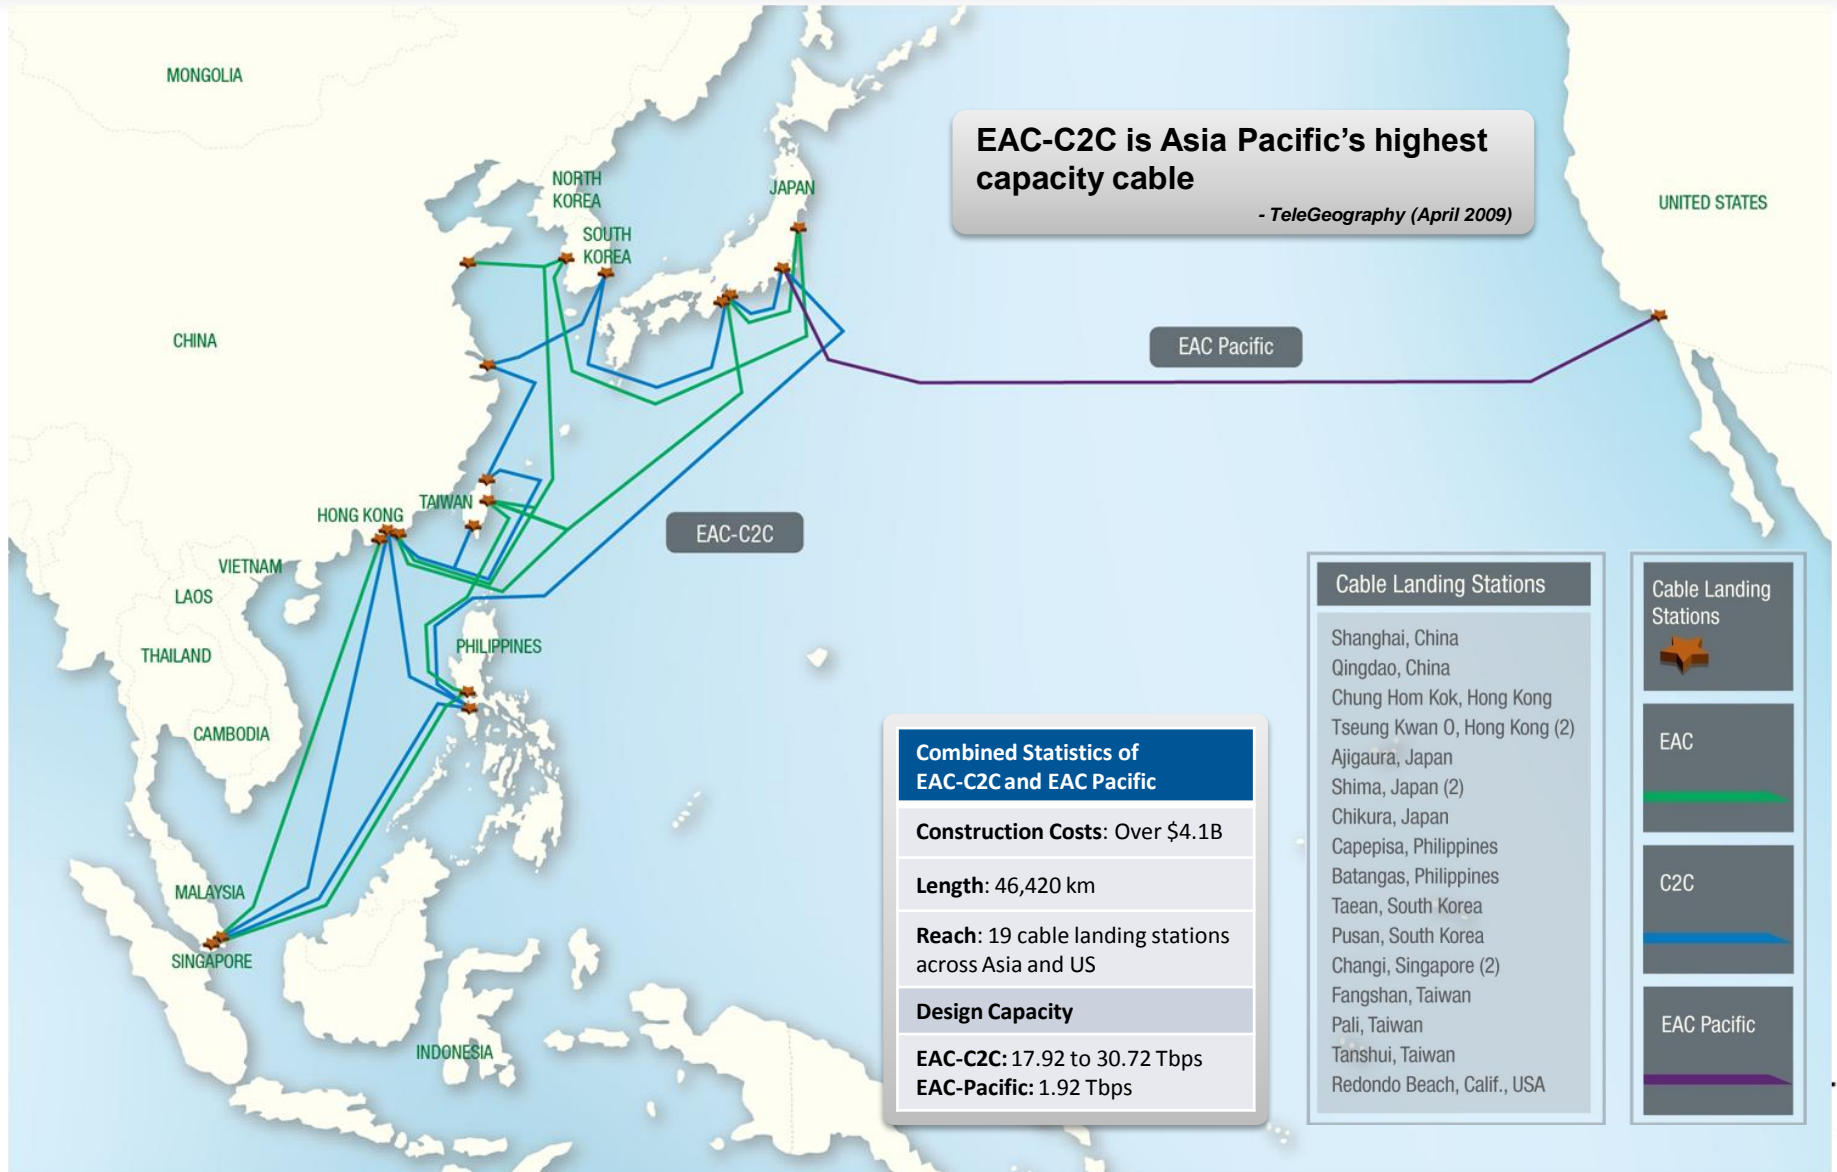 MONGOLIA
NORTH
KOREA
SOUTH
KOREA
JAPAN
CHINA
TAIWAN
HONG KONG
VIETNAM
LAOS
THAILAND
PHILIPPINES
CAMBODIA
MALAYSIA
SINGAPORE
INDONESIA
UNITED STATES
EAC-C2C is Asia Pacific’s highest
capacity cable
- TeleGeography (April 2009)
EAC Pacific
EAC-C2C
Combined Statistics of
EAC-C2C and EAC Pacific
Construction Costs: Over $4.1B
Length: 46,420 km
Reach: 19 cable landing stations
across Asia and US
Design Capacity
EAC-C2C: 17.92 to 30.72 Tbps
EAC-Pacific: 1.92 Tbps
Cable Landing Stations
Shanghai, China
Qingdao, China
Chung Hom Kok, Hong Kong
Tseung Kwan O, Hong Kong (2)
Ajigaura, Japan
Shima, Japan (2)
Chikura, Japan
Capepisa, Philippines
Batangas, Philippines
Taean, South Korea
Pusan, South Korea
Changi, Singapore (2)
Fangshan, Taiwan
Pali, Taiwan
Tanshui, Taiwan
Redondo Beach, Calif., USA
Cable Landing
Stations
EAC
C2C
EAC Pacific